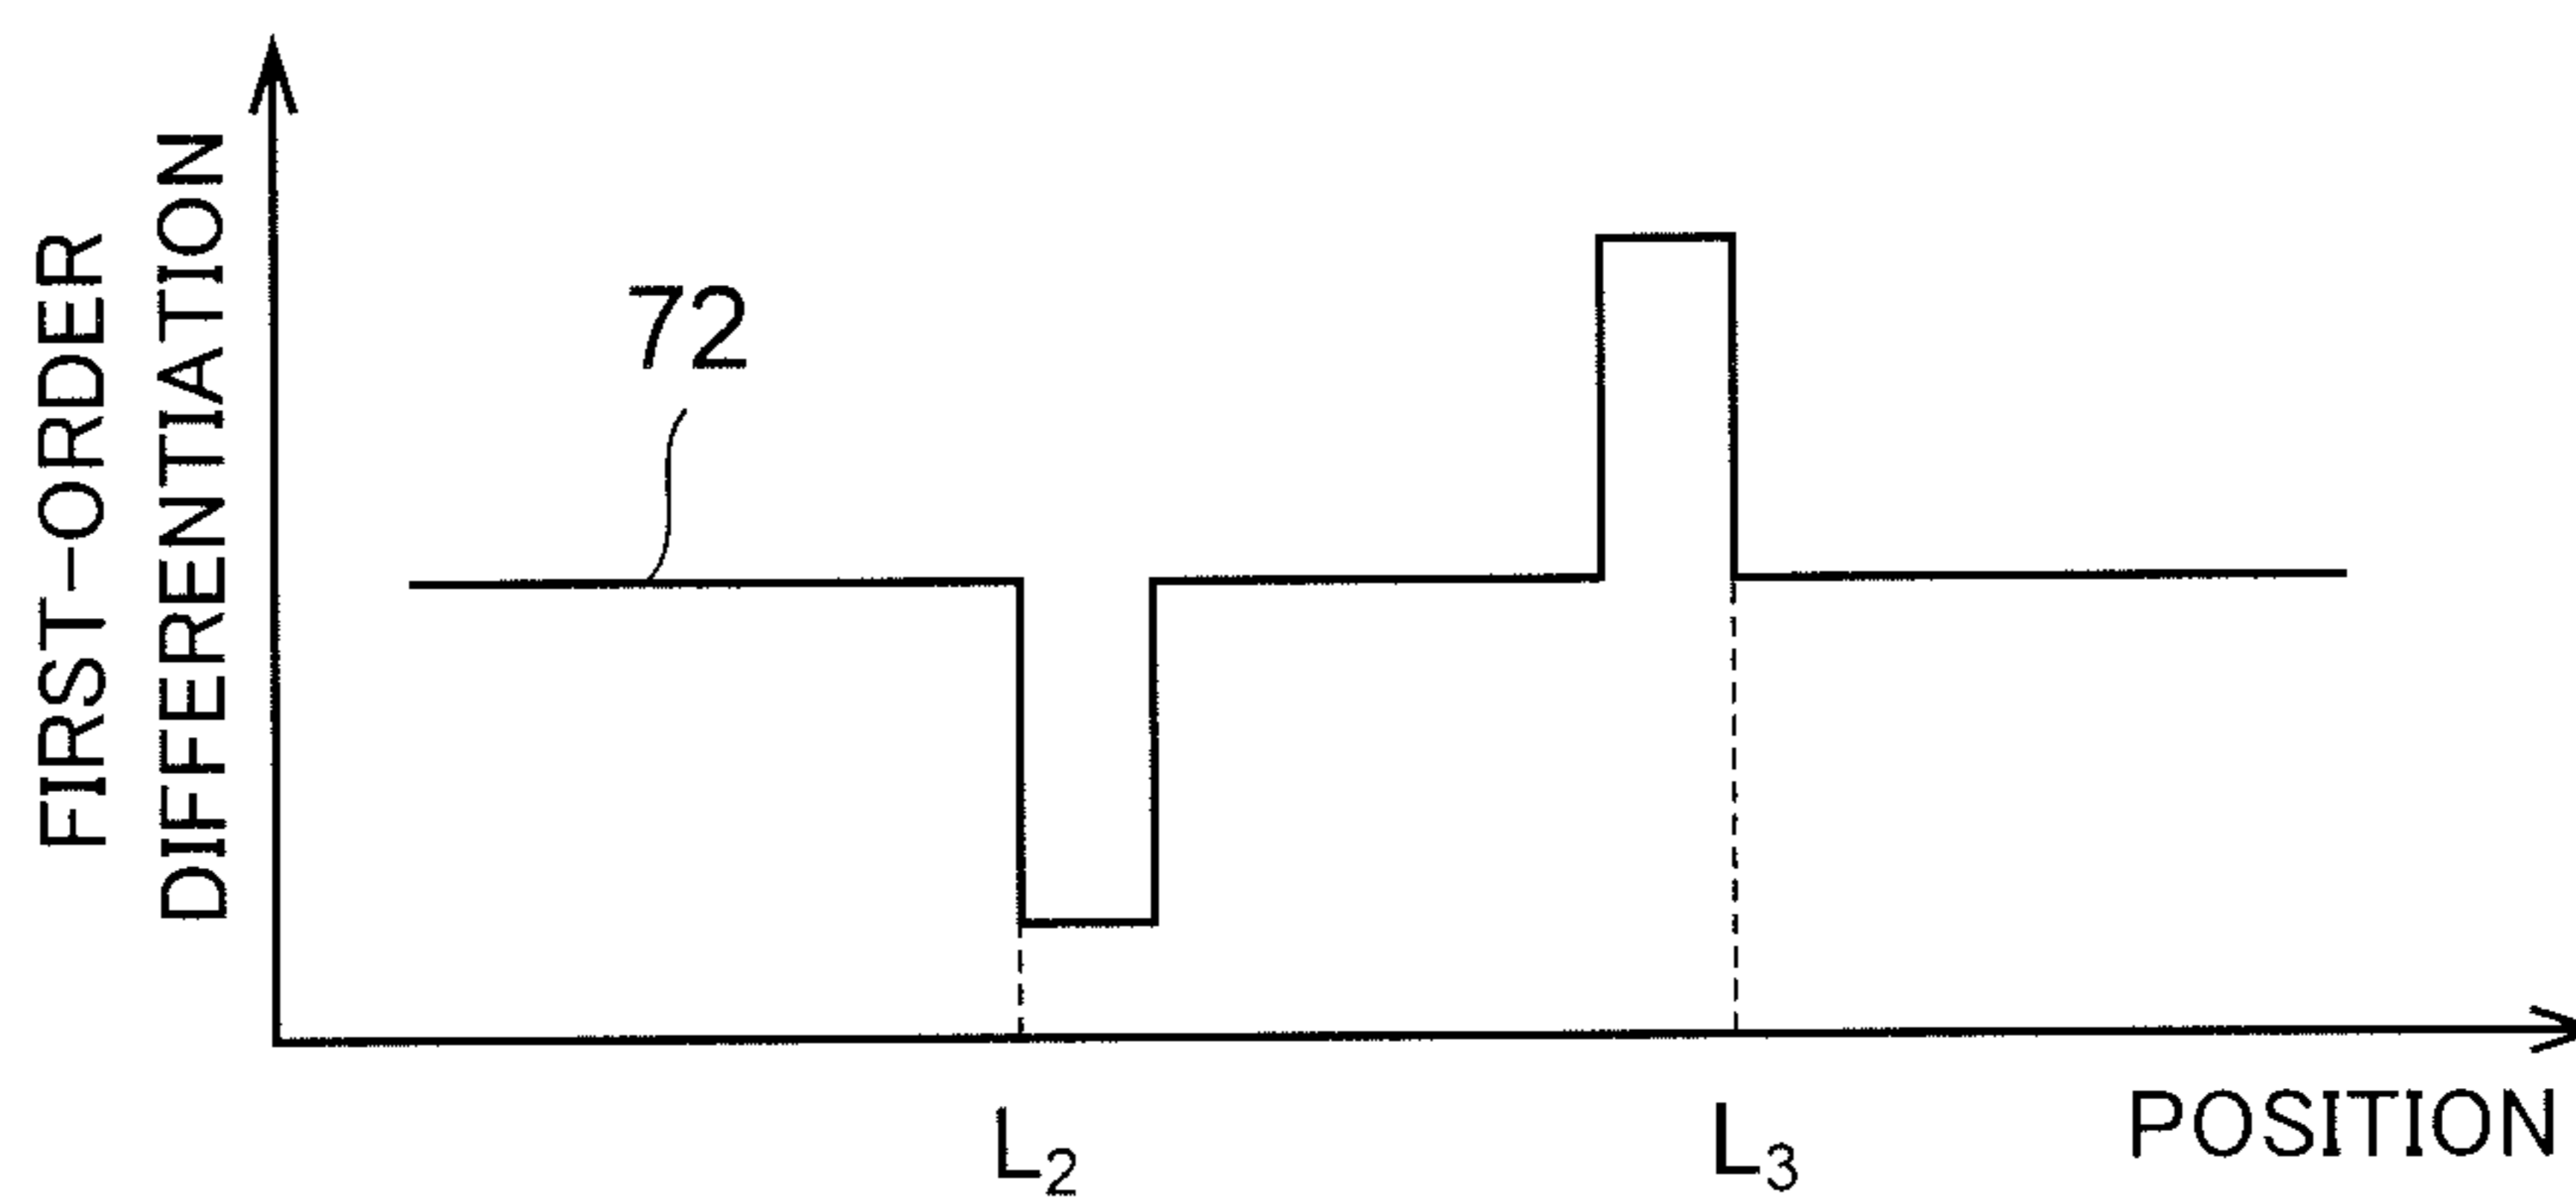 FIRST-ORDER
DIFFERENTIATION
72
L₂
L₃
POSITION